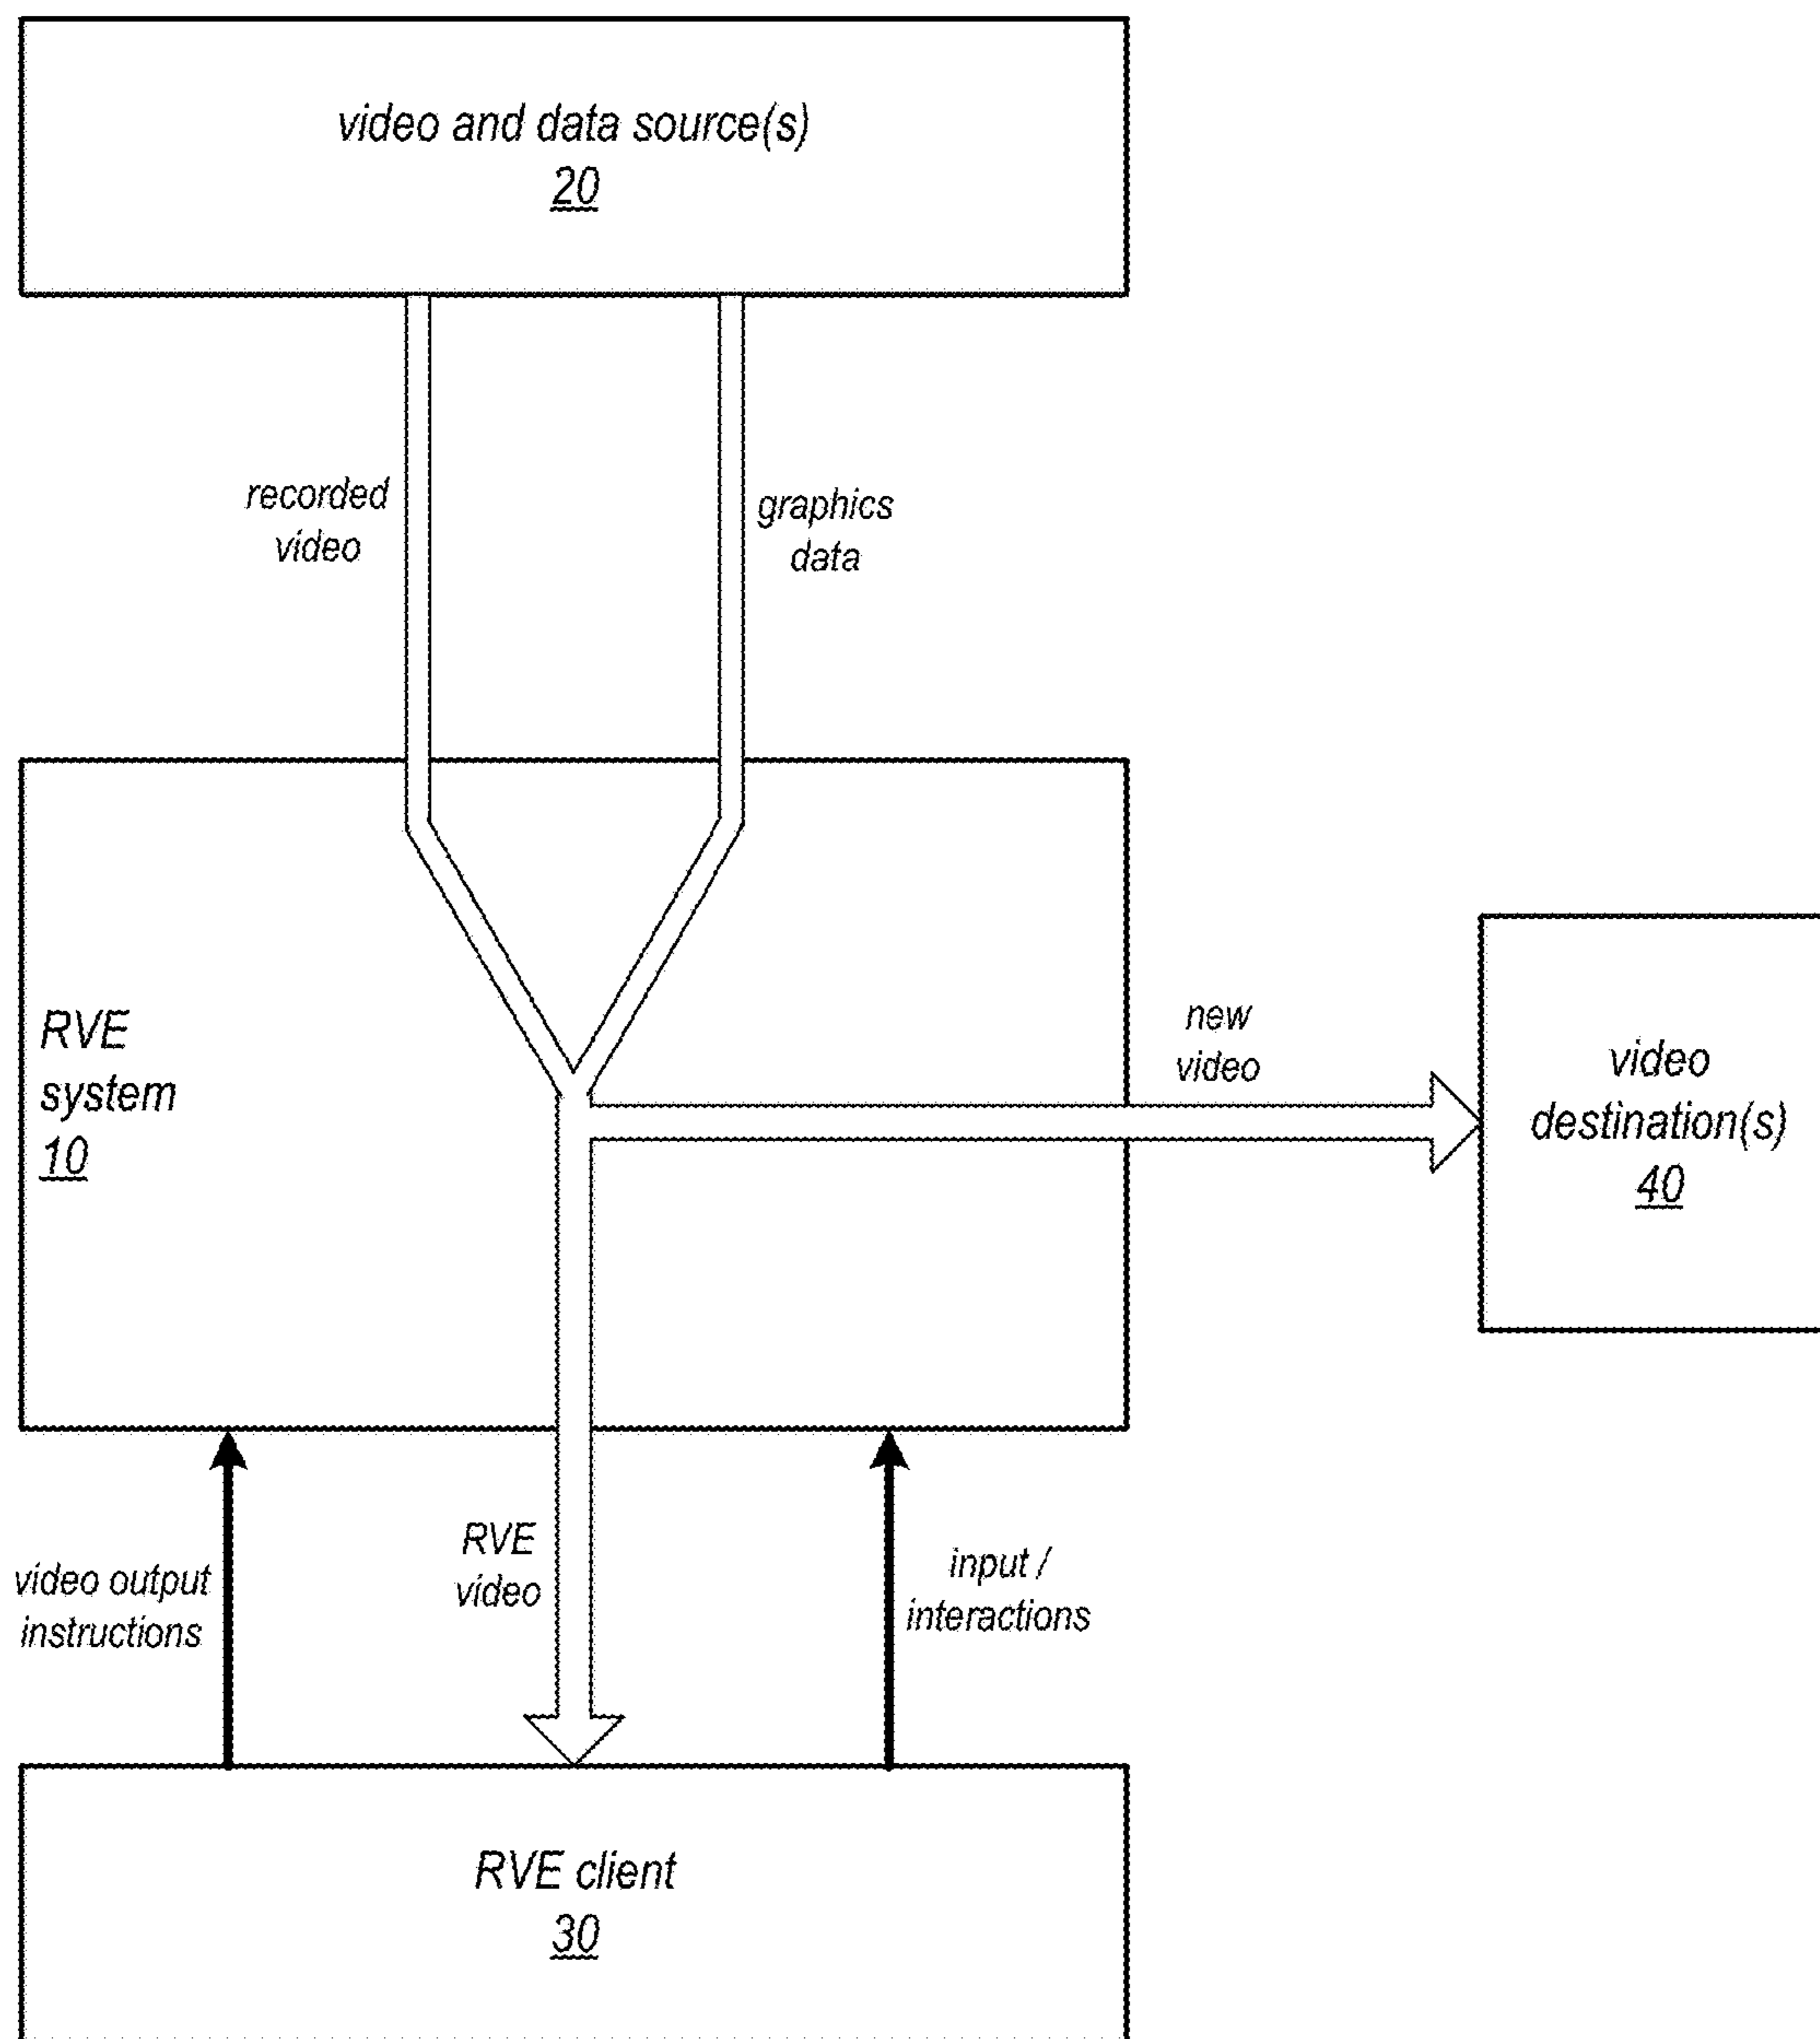 video and data source(s)
20
recorded
video
graphics
data
RVE
system
10
new
video
video
destination(s)
40
video output
instructions
RVE
video
input /
interactions
RVE client
30